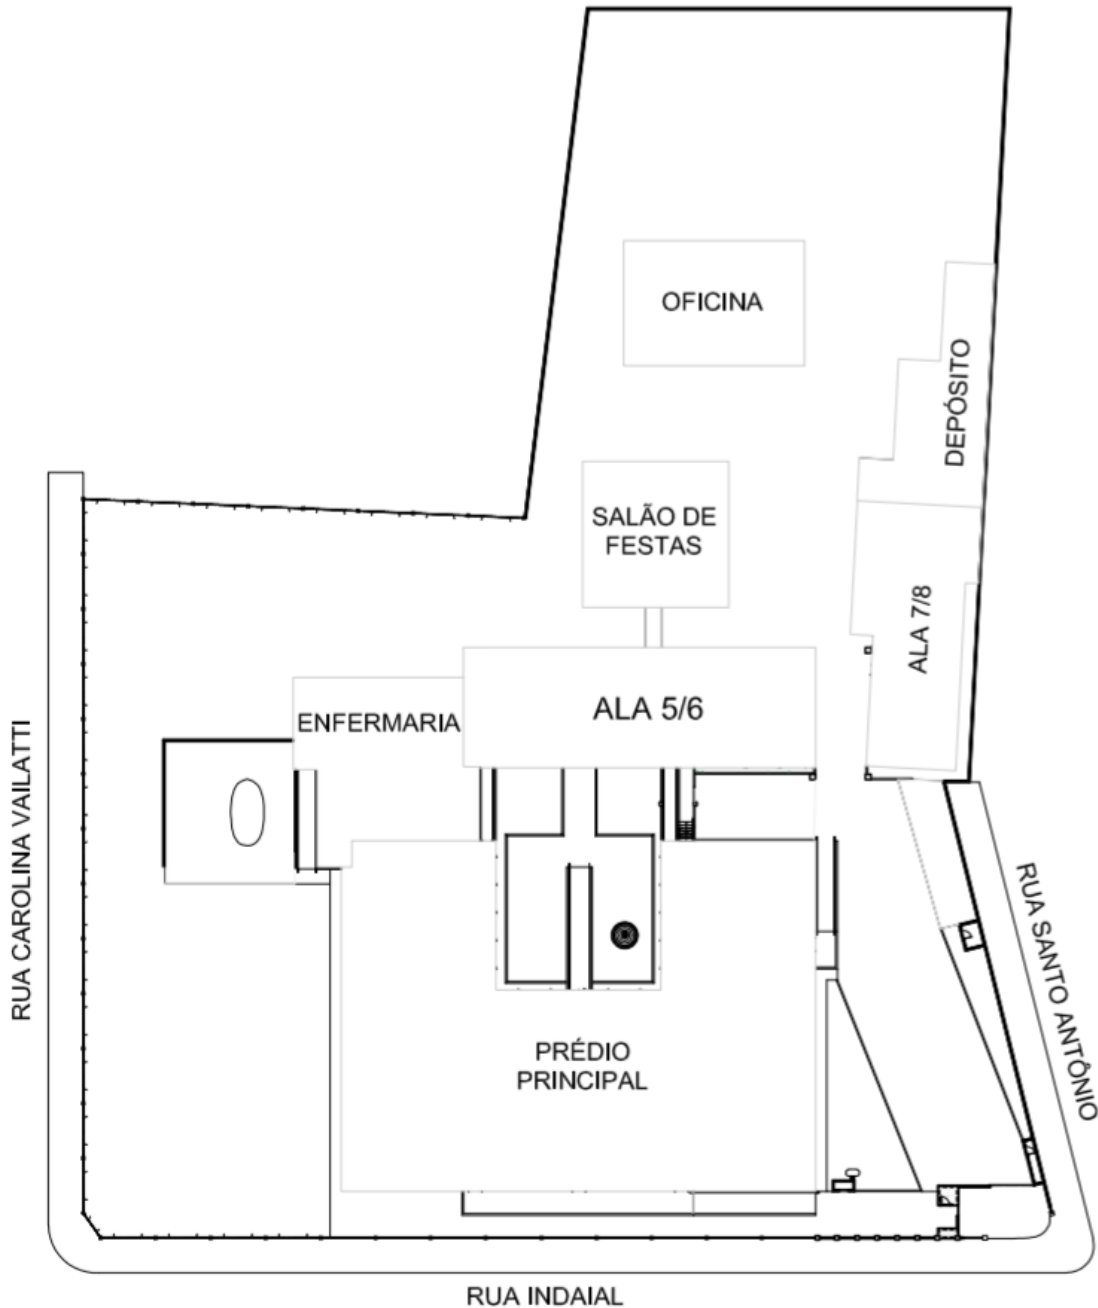 OFICINA
DEPÓSITO
SALÃO DE
FESTAS
ALA 7/8
ALA 5/6
ENFERMARIA
RUA CAROLINA VAILATTI
RUA SANTO ANTÔNIO
PRÉDIO
PRINCIPAL
RUA INDAIAL